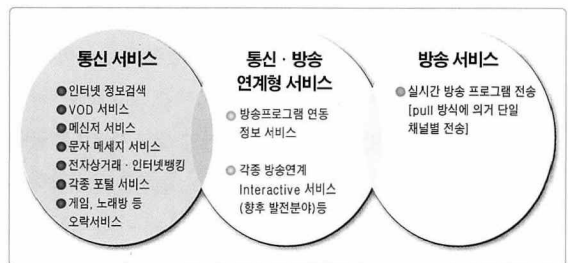 통신 서비스
인터넷 정보검색
VOD 서비스
메신저 서비스
문자 메세지 서비스
전자상거래 · 인터넷뱅킹
각종 포털 서비스
게임, 노래방 등
오락서비스
통신 · 방송
연계형 서비스
방송프로그램 연동
정보 서비스
각종 방송연계
Interactive 서비스
(향후 발전분야)등
방송 서비스
실시간 방송 프로그램 전송
[pull 방식에 의거 단일
채널별 전송]